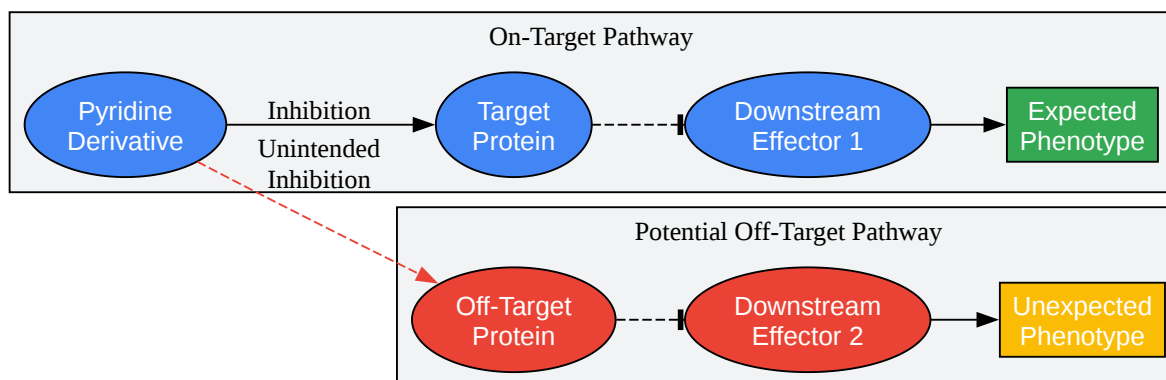 On-Target Pathway
Pyridine
Derivative
Inhibition
Unintended
Inhibition
Target
Protein
Downstream
Effector 1
Expected
Phenotype
Potential Off-Target Pathway
Off-Target
Protein
Downstream
Effector 2
Unexpected
Phenotype